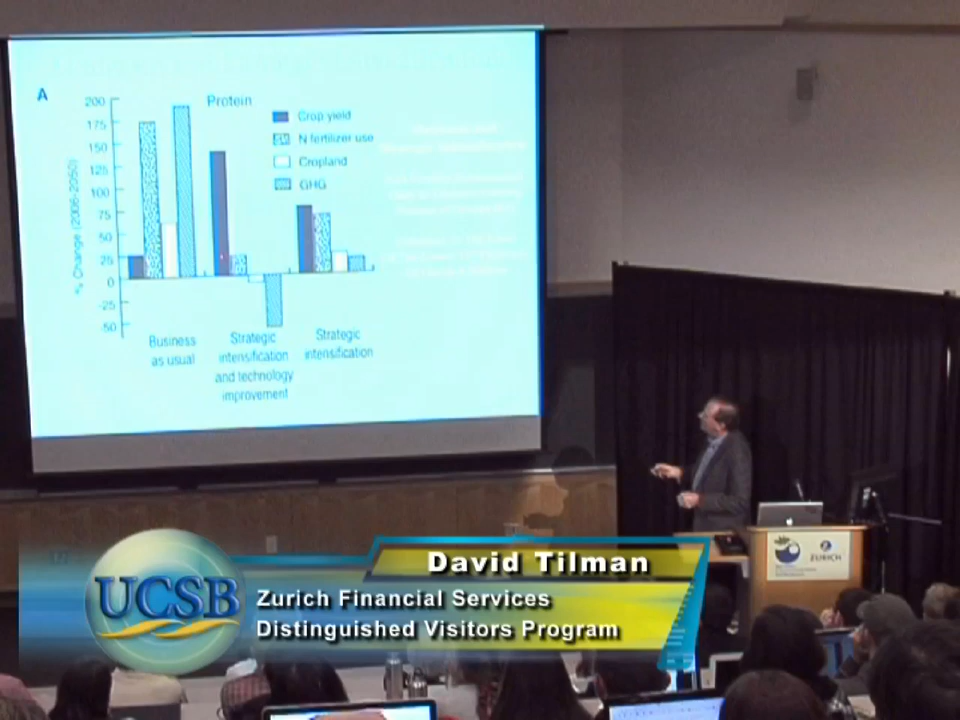 A
Protein
200
175
150
125
100
75
50
25
0
-25
-50
% Change (2006-2050)
Crop yield
N fertilizer use
Cropland
GHG
Business
as usual
Strategic
intensification
and technology
improvement
Strategic
intensification
ZURICH
UCSB
David Tilman
Zurich Financial Services
Distinguished Visitors Program